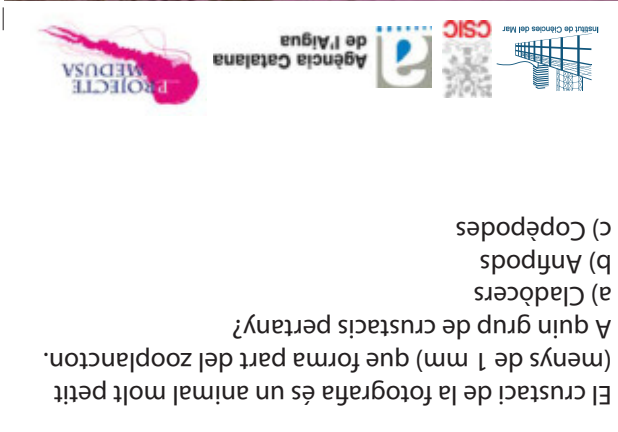 El crustaci de la fotografia és un animal molt petit
(menys de 1 mm) que forma part del zooplancton.
A quin grup de crustacis pertany?
a) Cladòcers
b) Anfípods
c) Copèpodes
Institut de Ciències del Mar
CSIC
Agència Catalana
de l'Aigua
PROJECTE
MEDUSA